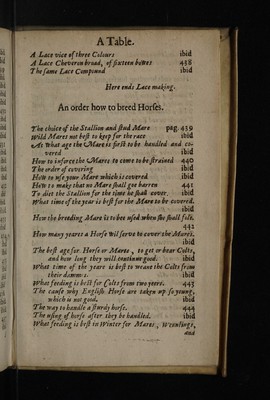 A Table.
A Lace vice of three Colours ibid
A Lace Cheveron broad, of sixteen bowes 438
The same Lace Compound ibid
Here ends Lace making.
An order how to breed Horses.
The choice of the Stallion and stud Mare pag. 439
Wild Mares not best to keep for the race ibid
At what age the Mare is first to be handled and co-
vered ibid
How to inforce the Mares to come to be strained 440
The order of covering ibid
How to use your Mare which is covered ibid
How to make that no Mare shall goe barren 441
To diet the Stallion for the time he shall cover ibid
What time of the year is best for the Mare to be covered.
ibid
How the breeding Mare is to bee used when she shall fole.
442
How many yeares a Horse wil serve to cover the Mares.
ibid
The best age for Horse or Mares, to get or bear Colts,
and how long they will continue good. ibid
What time of the yeare is best to weane the Colts from
their dammes. ibid
What feeding is best for Colts from two years. 443
The cause why English Horse are taken up so young,
which is not good. ibid
The way to handle a sturdy horse. 444
The using of horse after they be handled. ibid
What feeding is best in Winter for Mares, Weenlings,
and